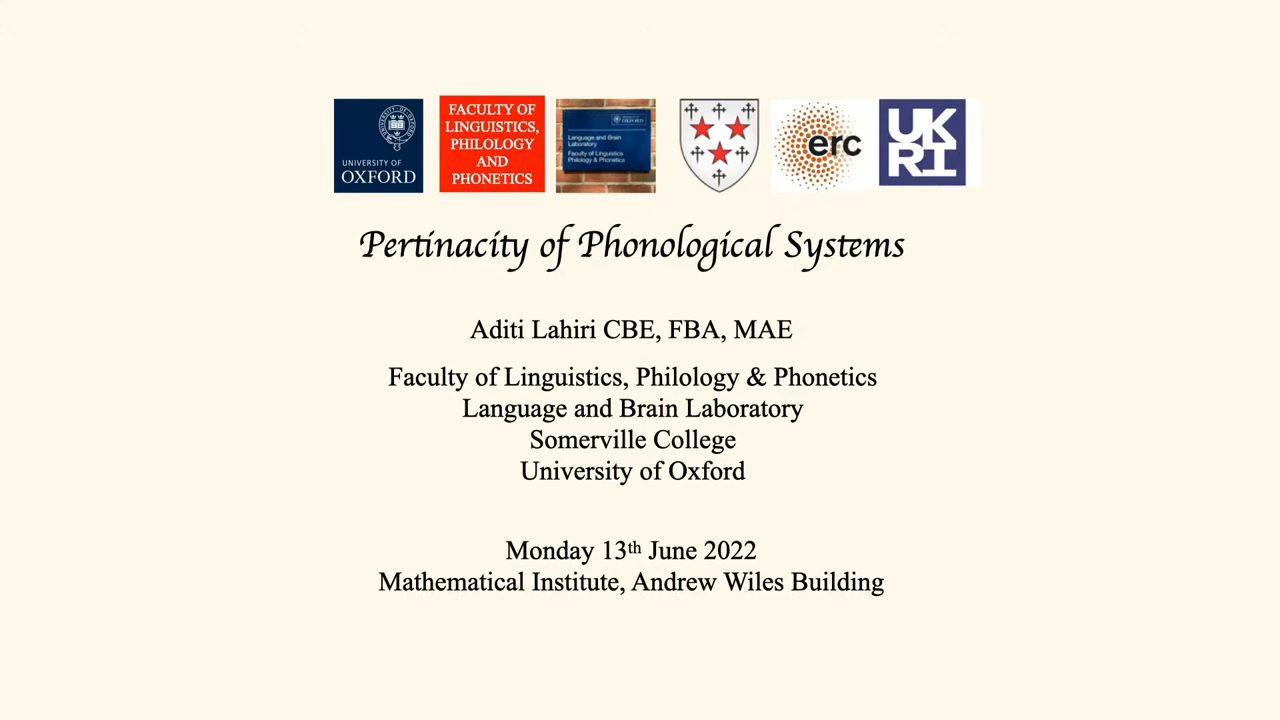 UNIVERSITY OF
OXFORD
FACULTY OF
LINGUISTICS,
PHILOLOGY
AND
PHONETICS
Language and Brain
Laboratory
Faculty of Linguistics
Philology & Phonetics
erc
UK
RI
Pertinacity of Phonological Systems
Aditi Lahiri CBE, FBA, MAE
Faculty of Linguistics, Philology & Phonetics
Language and Brain Laboratory
Somerville College
University of Oxford
Monday 13th June 2022
Mathematical Institute, Andrew Wiles Building